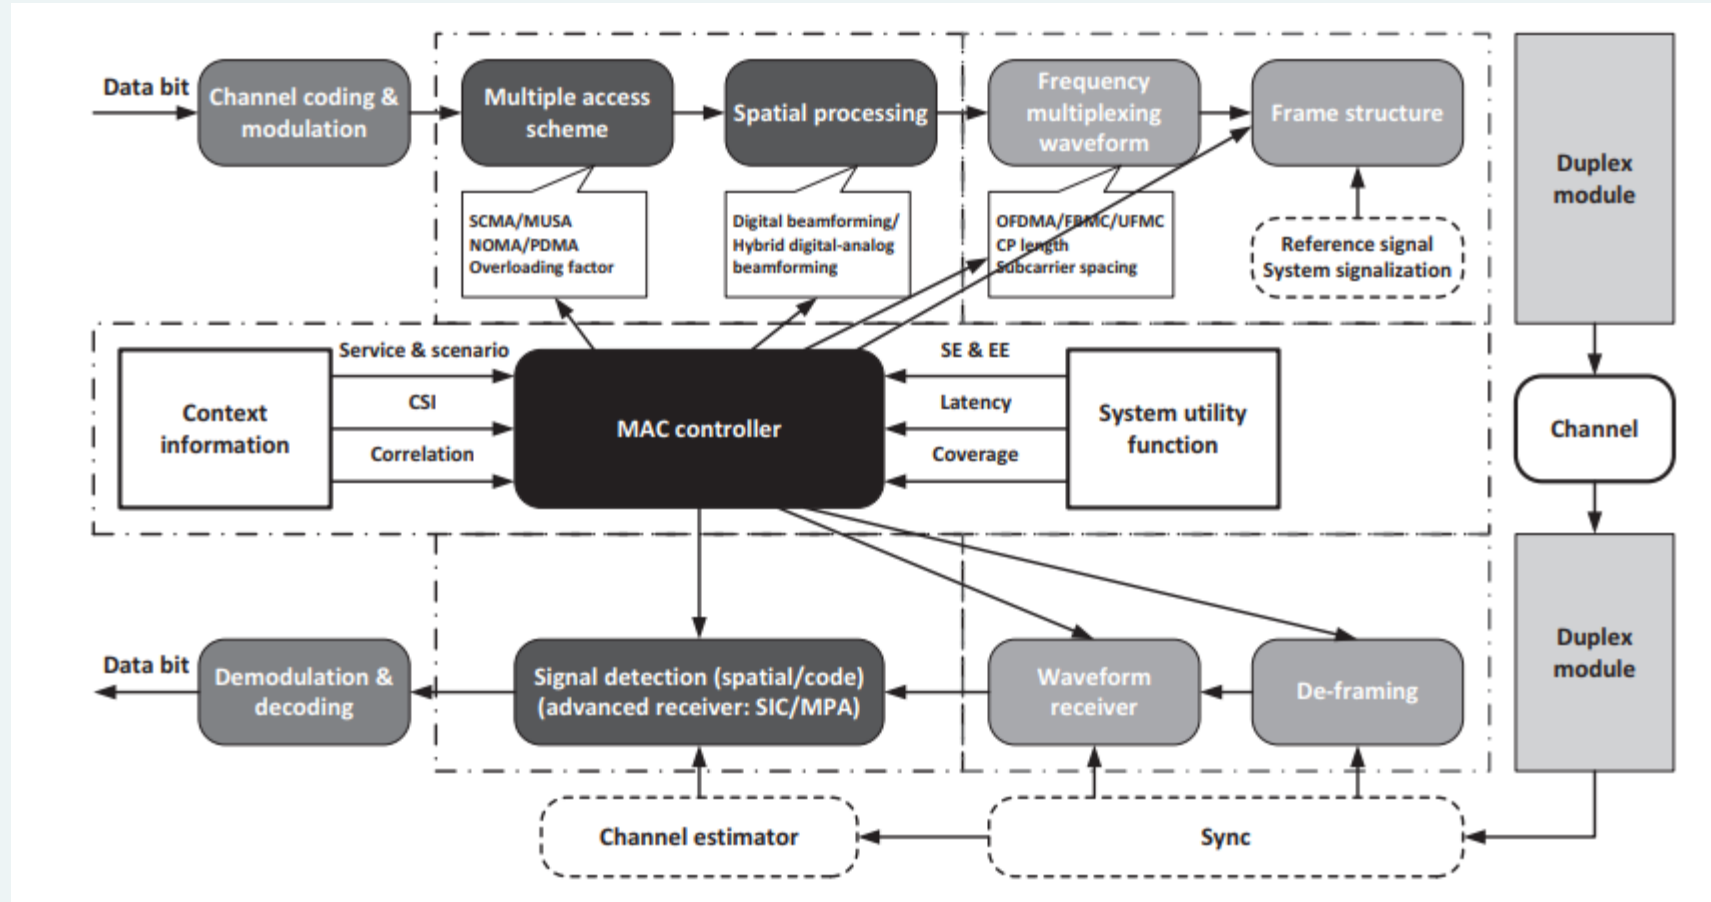 Data bit
Channel coding &
modulation
Multiple access
scheme
Spatial processing
Frequency
multiplexing
waveform
Frame structure
Duplex
module
SCMA/MUSA
NOMA/PDMA
Overloading factor
Digital beamforming/
Hybrid digital-analog
beamforming
OFDMA/FBMC/UFMC
CP length
Subcarrier spacing
Reference signal
System signalization
Context
information
Service & scenario
CSI
Correlation
MAC controller
SE & EE
Latency
Coverage
System utility
function
Channel
Data bit
Demodulation &
decoding
Signal detection (spatial/code)
(advanced receiver: SIC/MPA)
Waveform
receiver
De-framing
Duplex
module
Channel estimator
Sync